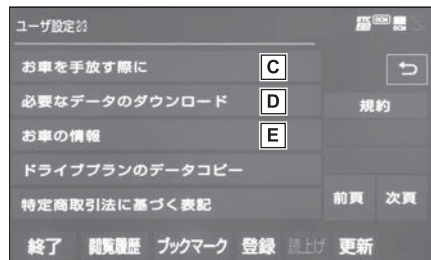 ユーザ設定2/3
お車を手放す際に C
必要なデータのダウンロード D
規約
お車の情報 E
ドライブプランのデータコピー
特定商取引法に基づく表記
前頁 次頁
終了 閲覧履歴 ブックマーク 登録 読上げ 更新